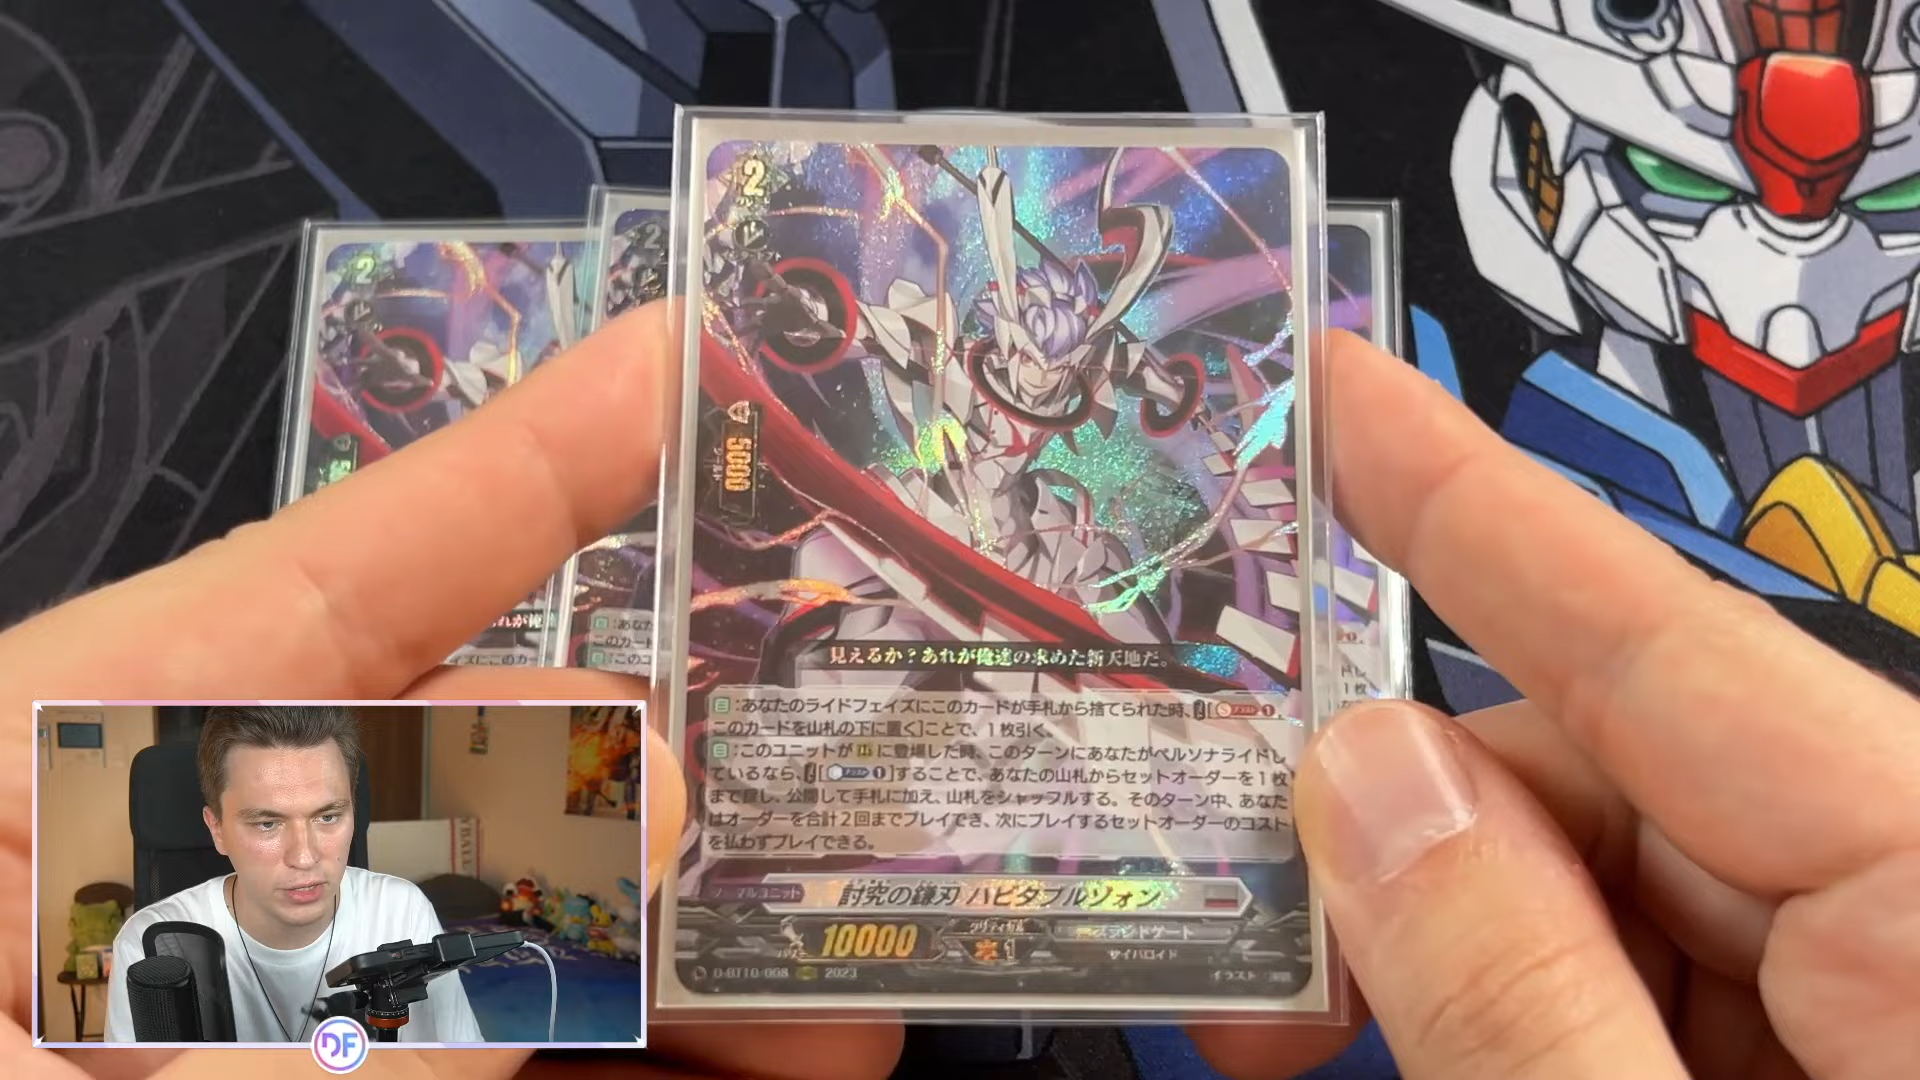 2
5000
見えるか？あれが俺達の求めた新天地だ。
：あなたのライドフェイズにこのカードが手札から捨てられた時、[1
このカードを山札の下に置く]ことで、１枚引く。
：このユニットが に登場した時、このターンにあなたがペルソナライドし
ているなら、[1]することで、あなたの山札からセットオーダーを１枚
まで探し、公開して手札に加え、山札をシャッフルする。そのターン中、あなた
はオーダーを合計２回までプレイでき、次にプレイするセットオーダーのコスト
を払わずプレイできる。
ノーマルユニット
討究の鎌刃 ハビタブルゾォン
10000
クリティカル
1
ブラントゲート
サイバロイド
D-BT10-008 2023
イラスト
2
2
DF